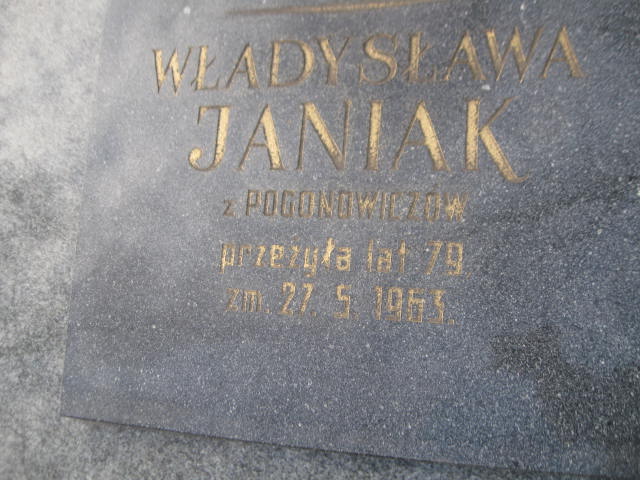 WŁADYSŁAWA
JANIAK
z POGONOWICZÓW
przeżyła lat 79
zm. 27. 5. 1963.